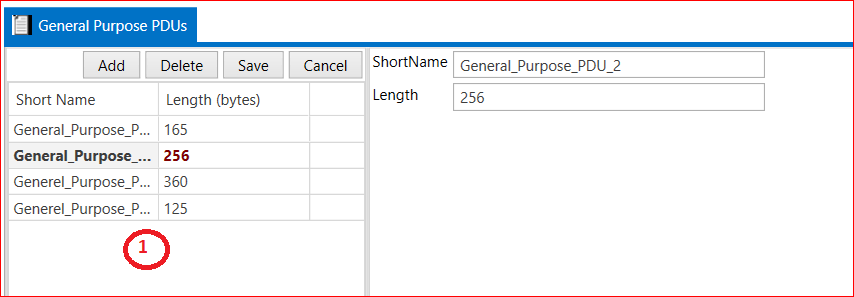 General Purpose PDUs
Add Delete Save Cancel
Short Name Length (bytes)
General_Purpose_P... 165
General_Purpose_... 256
Generel_Purpose_P... 360
Generel_Purpose_P... 125
1
ShortName General_Purpose_PDU_2
Length 256